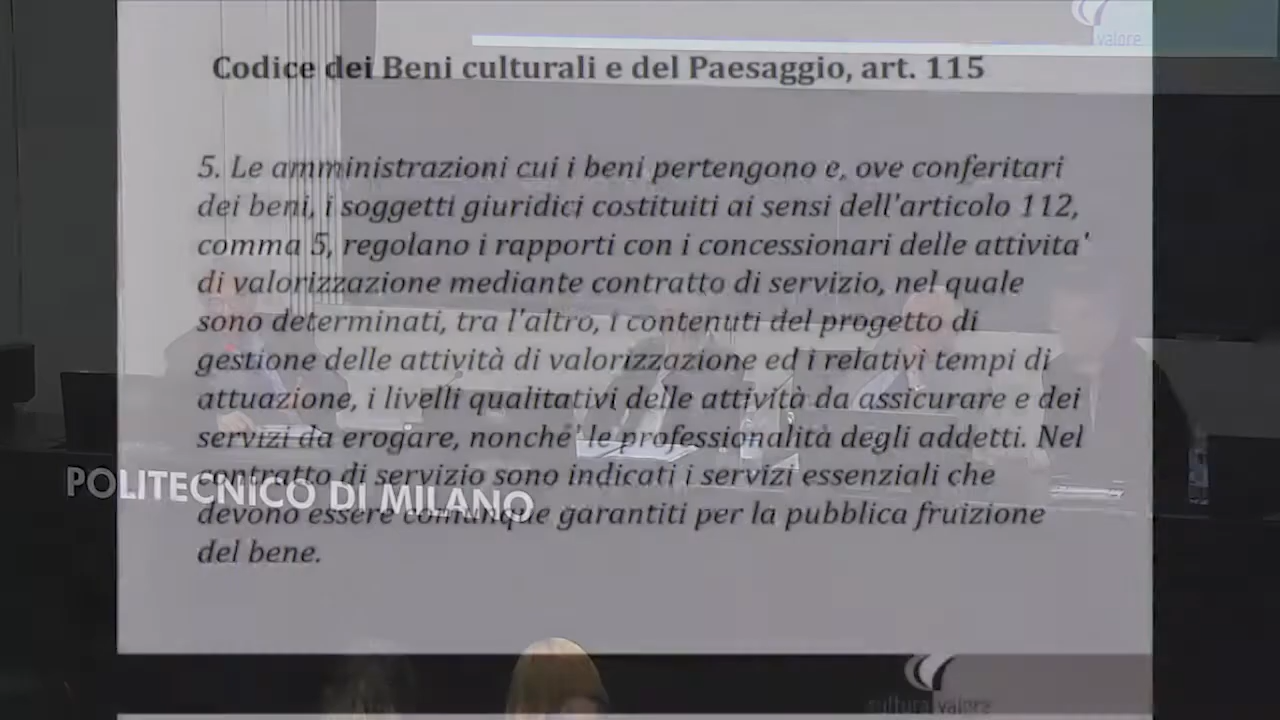 valore
Codice dei Beni culturali e del Paesaggio, art. 115
5. Le amministrazioni cui i beni pertengono e, ove conferitari
dei beni, i soggetti giuridici costituiti ai sensi dell'articolo 112,
comma 5, regolano i rapporti con i concessionari delle attivita'
di valorizzazione mediante contratto di servizio, nel quale
sono determinati, tra l'altro, i contenuti del progetto di
gestione delle attività di valorizzazione ed i relativi tempi di
attuazione, i livelli qualitativi delle attività da assicurare e dei
servizi da erogare, nonche' le professionalità degli addetti. Nel
contratto di servizio sono indicati i servizi essenziali che
POLITECNICO DI MILANO
devono essere comunque garantiti per la pubblica fruizione
del bene.
cultura valore